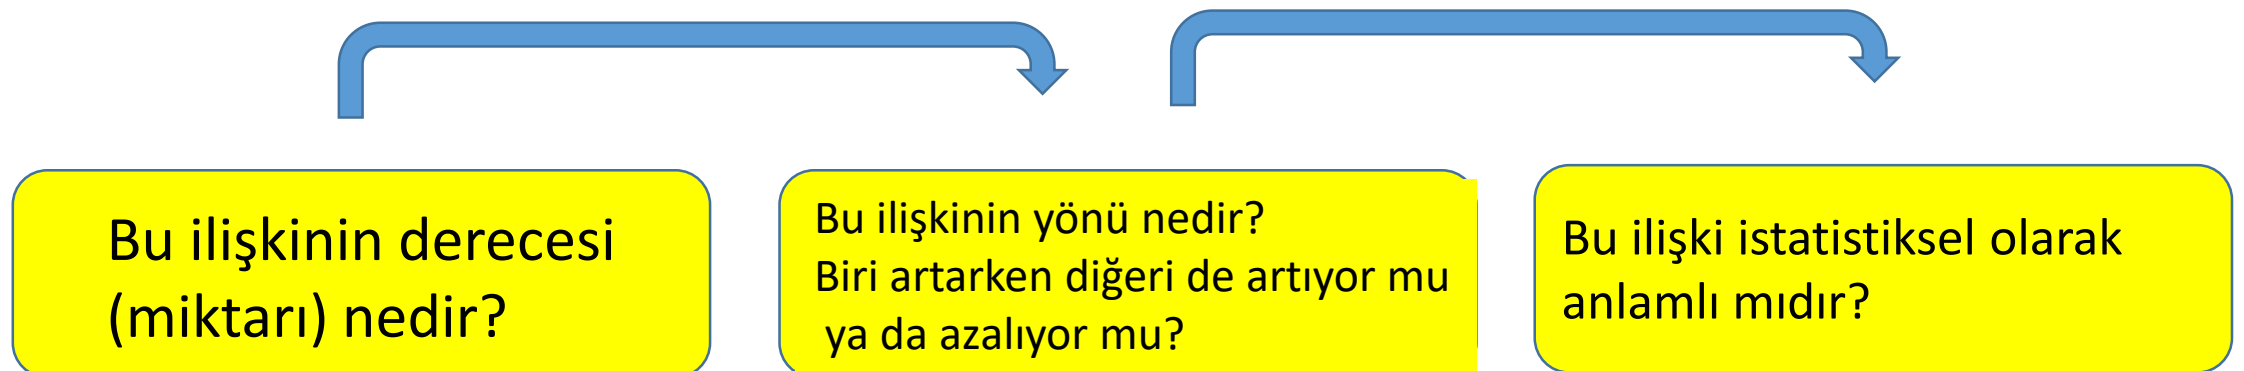 Bu ilişkinin derecesi
(miktarı) nedir?
Bu ilişkinin yönü nedir?
Biri artarken diğeri de artıyor mu
ya da azalıyor mu?
Bu ilişki istatistiksel olarak
anlamlı mıdır?